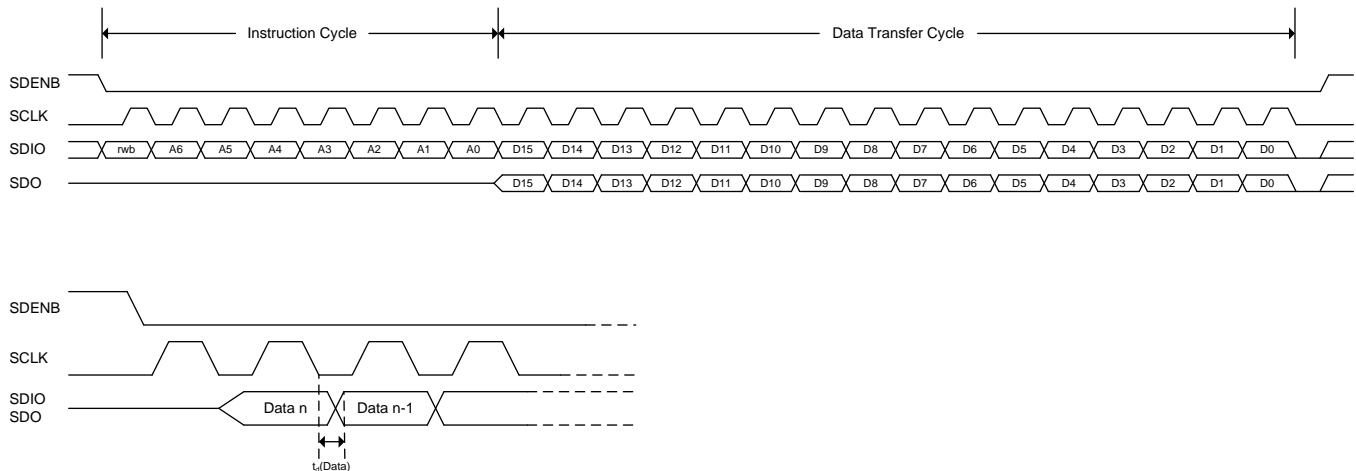 Instruction Cycle Data Transfer Cycle
SDENB
SCLK
SDIO rwb A6 A5 A4 A3 A2 A1 A0 D15 D14 D13 D12 D11 D10 D9 D8 D7 D6 D5 D4 D3 D2 D1 D0
SDO D15 D14 D13 D12 D11 D10 D9 D8 D7 D6 D5 D4 D3 D2 D1 D0
SDENB
SCLK
SDIO
SDO
Data n Data n-1
td(Data)